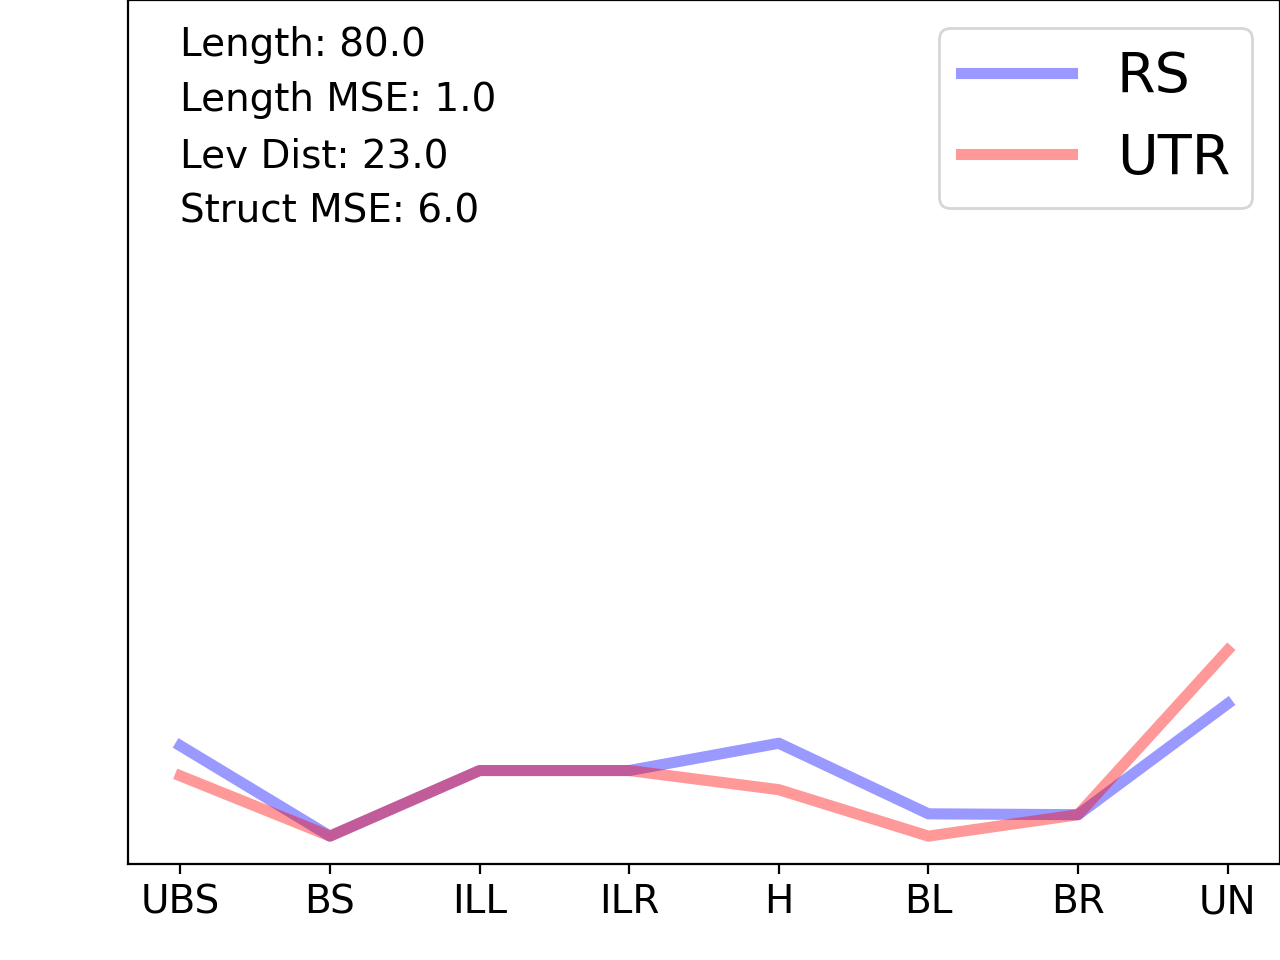 Length: 80.0
Length MSE: 1.0
Lev Dist: 23.0
Struct MSE: 6.0
RS
UTR
UBS BS ILL ILR H BL BR UN